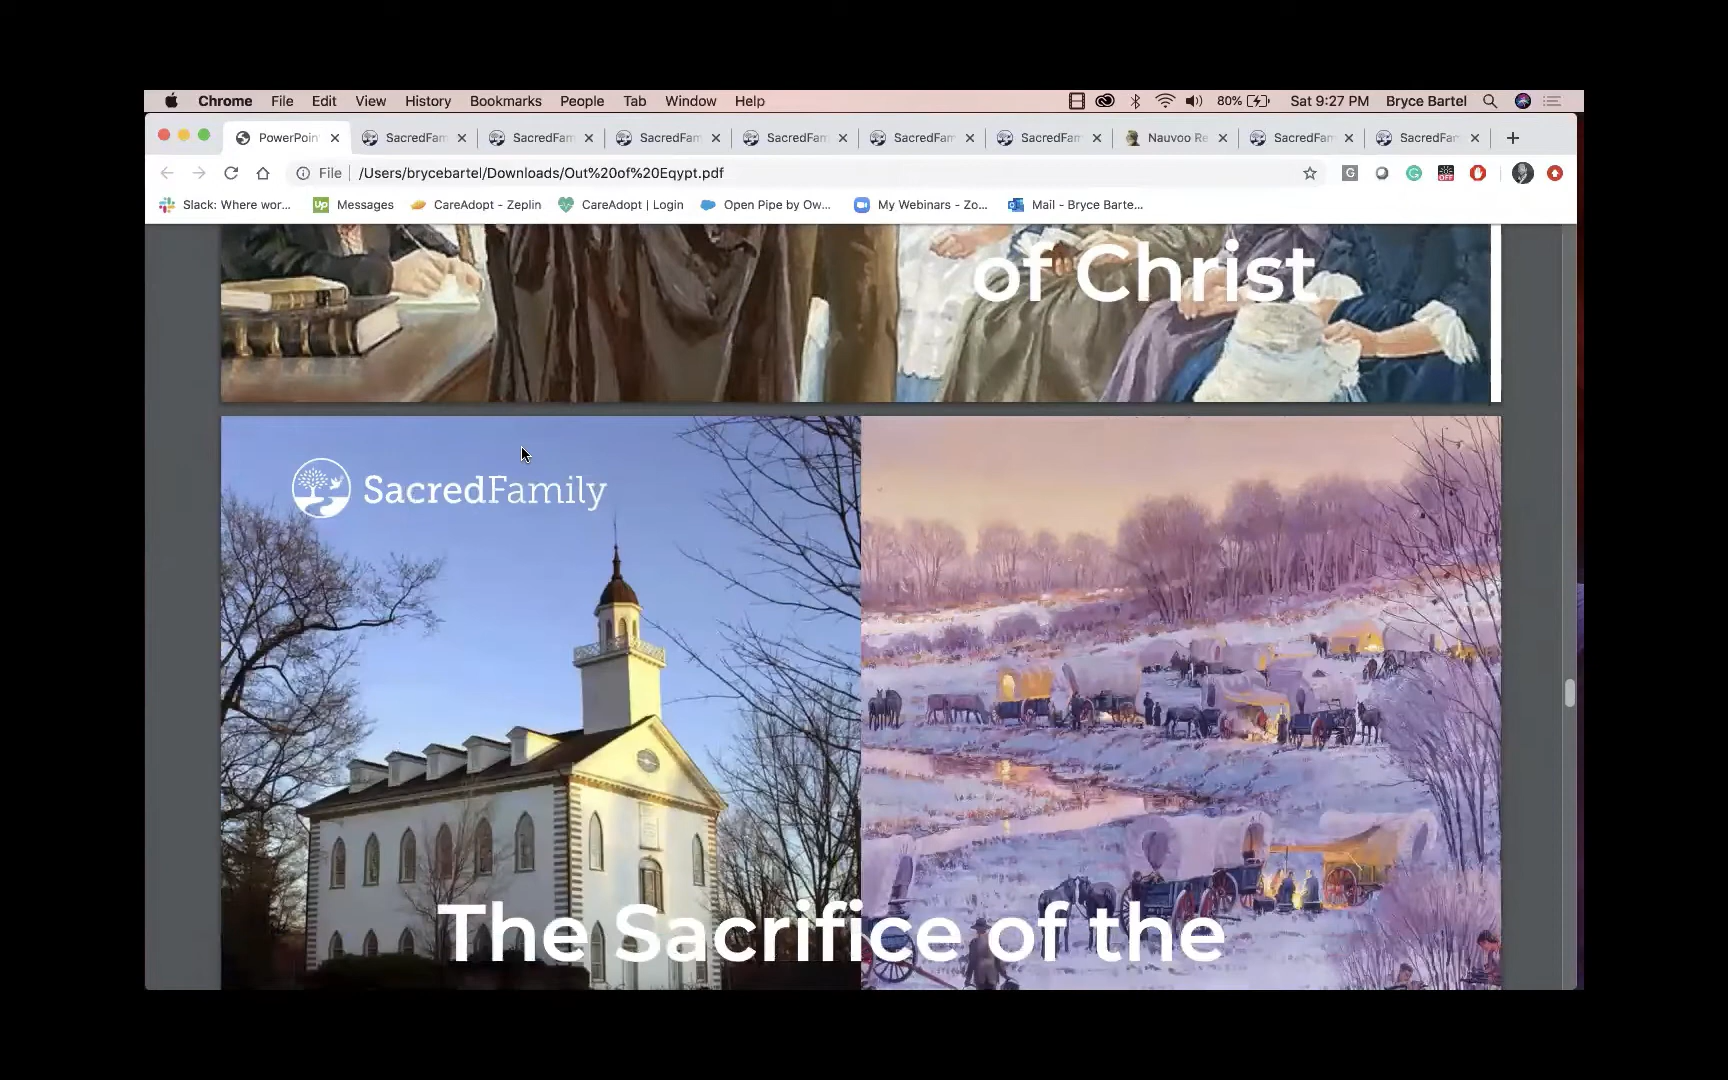 Chrome File Edit View History Bookmarks People Tab Window Help 80% Sat 9:27 PM Bryce Bartel
PowerPoin SacredFam SacredFam SacredFam SacredFam SacredFam SacredFam Nauvoo Re SacredFam SacredFam
File /Users/brycebartel/Downloads/Out%20of%20Eqypt.pdf
Slack: Where wor... Up Messages CareAdopt - Zeplin CareAdopt | Login Open Pipe by Ow... My Webinars - Zo... Mail - Bryce Barte...
of Christ
SacredFamily
The Sacrifice of the